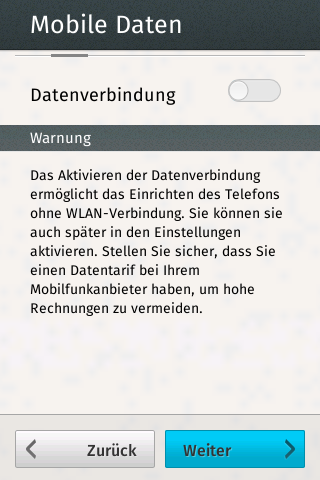 Mobile Daten
Datenverbindung
Warnung
Das Aktivieren der Datenverbindung
ermöglicht das Einrichten des Telefons
ohne WLAN-Verbindung. Sie können sie
auch später in den Einstellungen
aktivieren. Stellen Sie sicher, dass Sie
einen Datentarif bei Ihrem
Mobilfunkanbieter haben, um hohe
Rechnungen zu vermeiden.
Zurück
Weiter